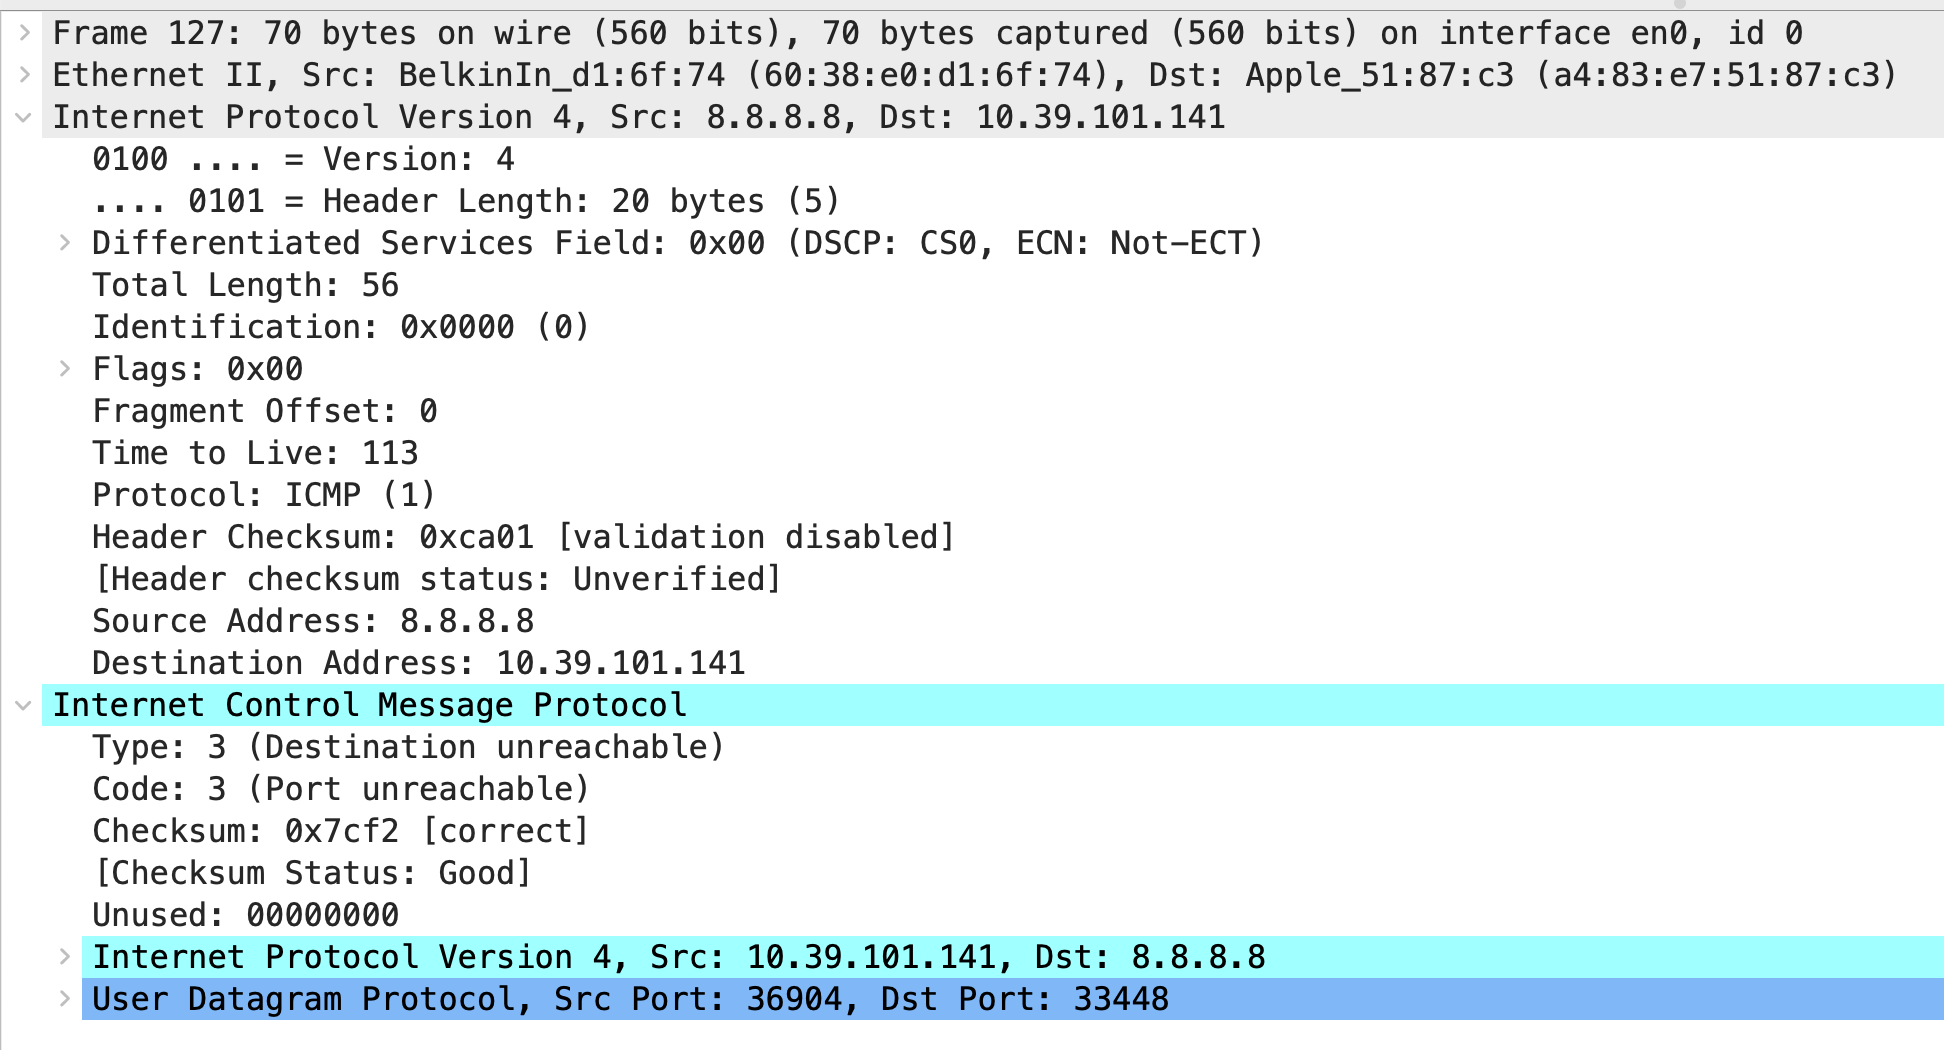 Frame 127: 70 bytes on wire (560 bits), 70 bytes captured (560 bits) on interface en0, id 0
Ethernet II, Src: BelkinIn_d1:6f:74 (60:38:e0:d1:6f:74), Dst: Apple_51:87:c3 (a4:83:e7:51:87:c3)
Internet Protocol Version 4, Src: 8.8.8.8, Dst: 10.39.101.141
0100 .... = Version: 4
.... 0101 = Header Length: 20 bytes (5)
Differentiated Services Field: 0x00 (DSCP: CS0, ECN: Not-ECT)
Total Length: 56
Identification: 0x0000 (0)
Flags: 0x00
Fragment Offset: 0
Time to Live: 113
Protocol: ICMP (1)
Header Checksum: 0xca01 [validation disabled]
[Header checksum status: Unverified]
Source Address: 8.8.8.8
Destination Address: 10.39.101.141
Internet Control Message Protocol
Type: 3 (Destination unreachable)
Code: 3 (Port unreachable)
Checksum: 0x7cf2 [correct]
[Checksum Status: Good]
Unused: 00000000
Internet Protocol Version 4, Src: 10.39.101.141, Dst: 8.8.8.8
User Datagram Protocol, Src Port: 36904, Dst Port: 33448